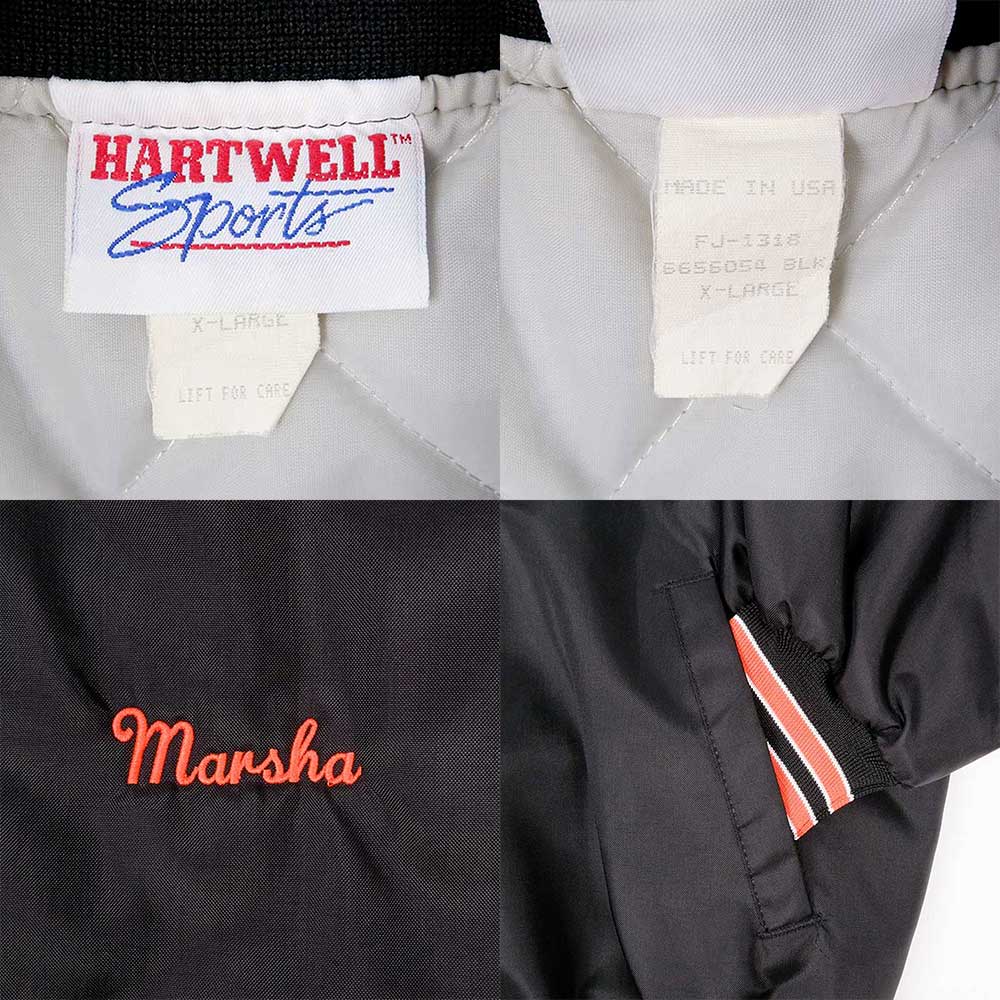 HARTWELL™
Sports
X-LARGE
LIFT FOR CARE
MADE IN USA
FJ-1318
6656054 BLK
X-LARGE
LIFT FOR CARE
Marsha